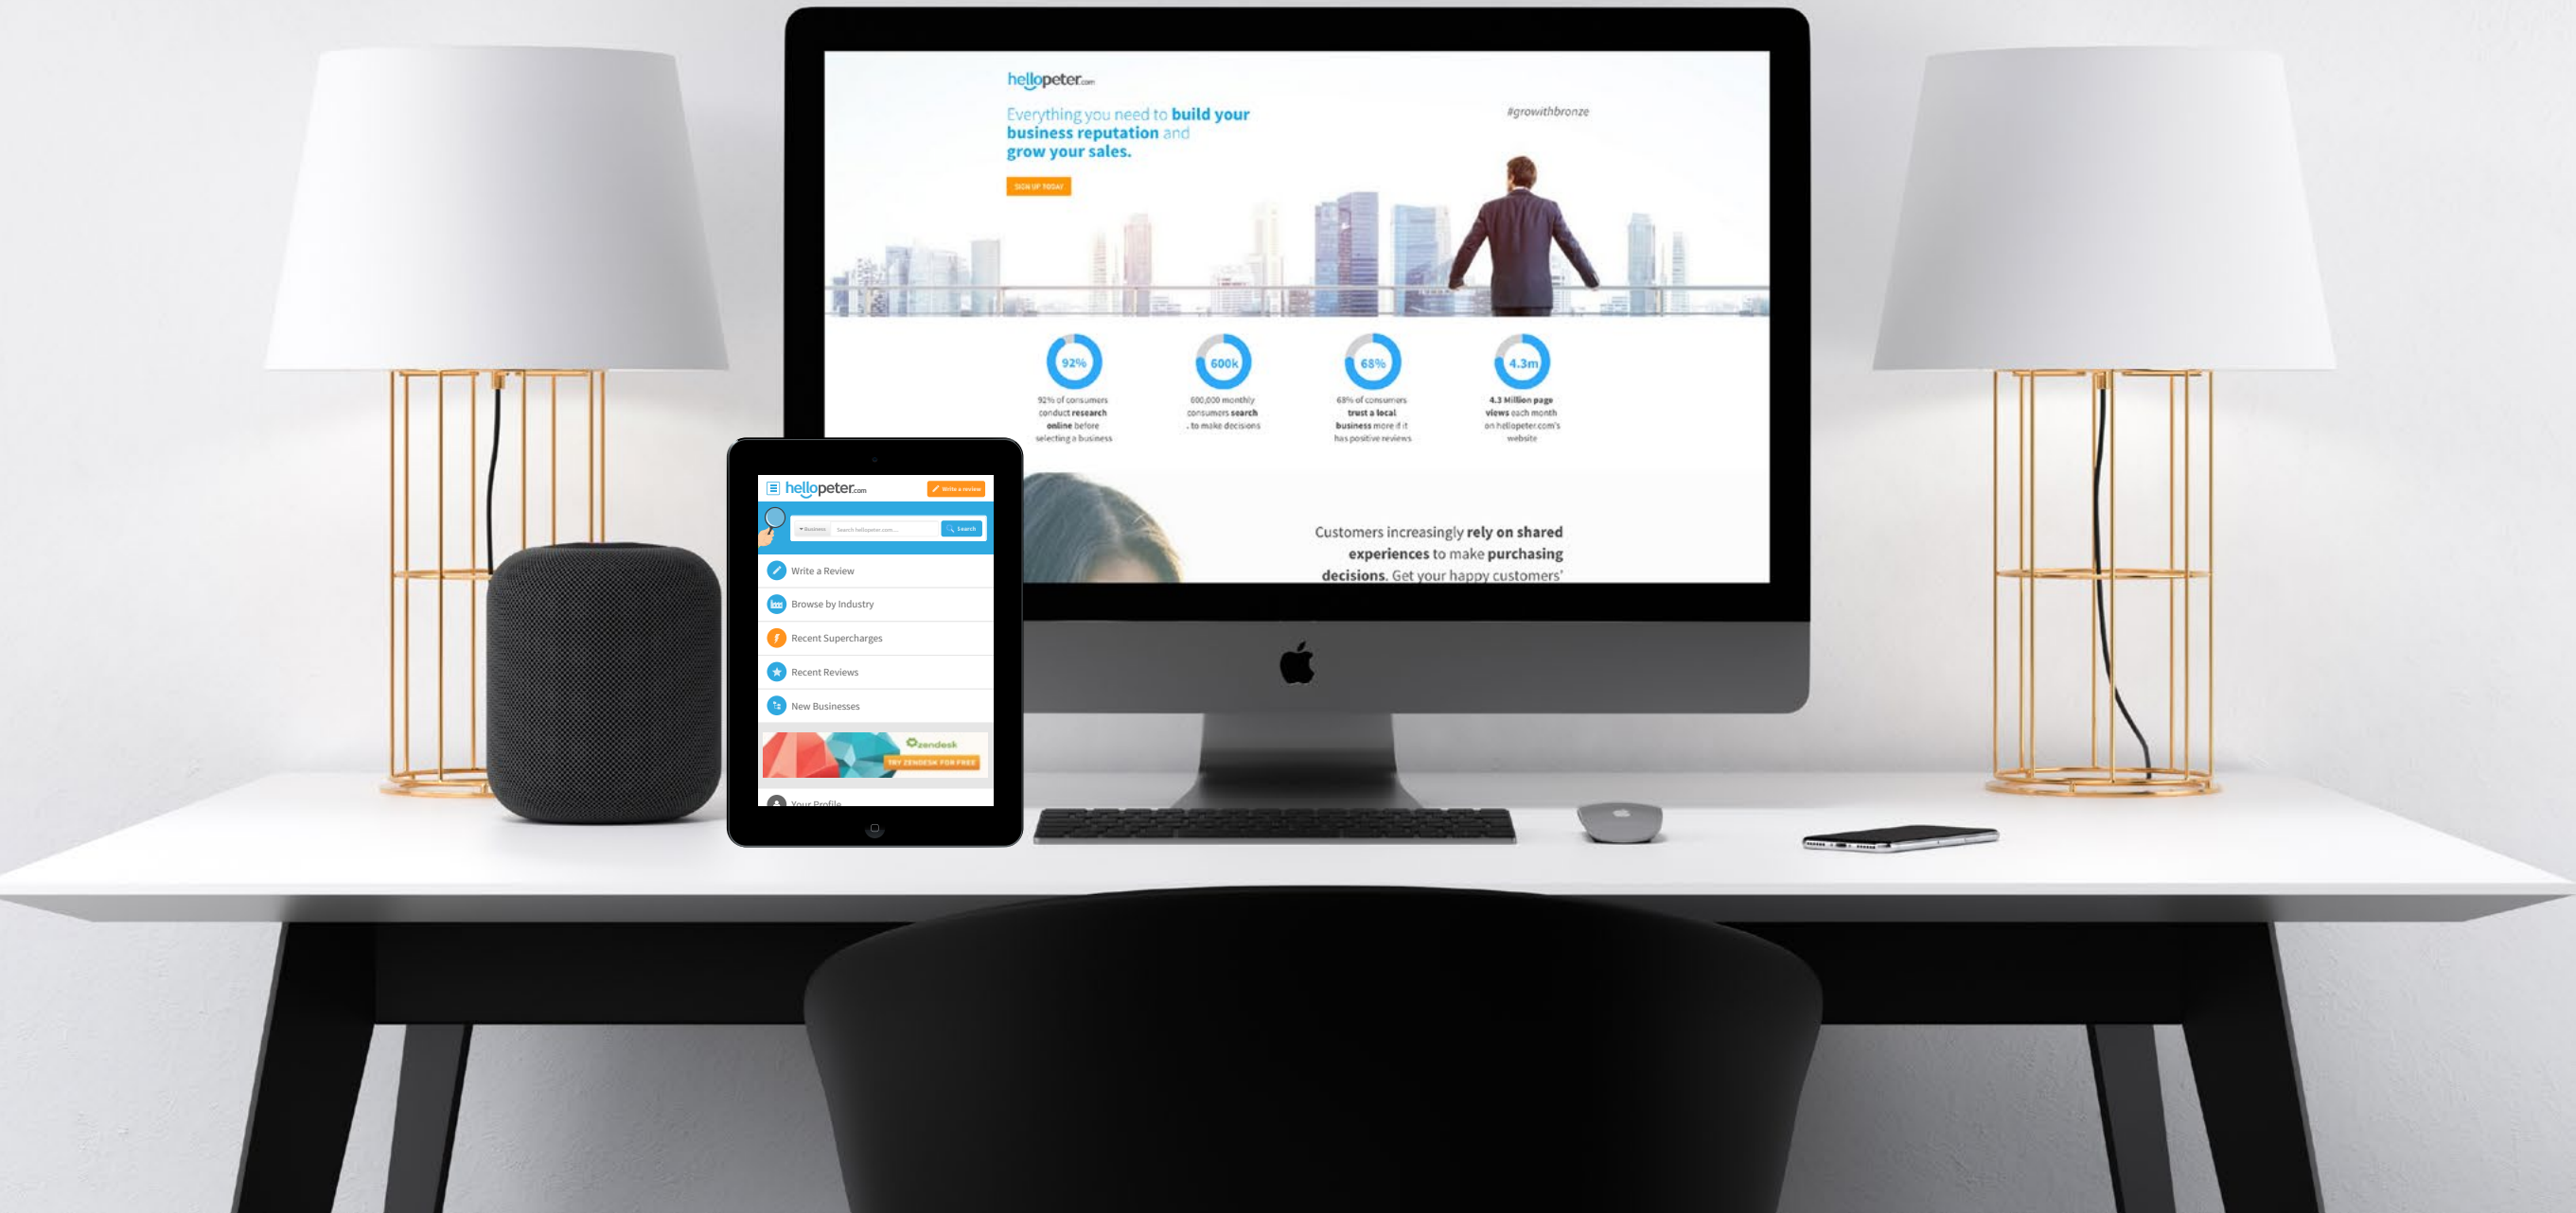 hellopeter.com
Everything you need to build your
business reputation and
grow your sales.
#growithbronze
SIGN UP TODAY
92%
92% of consumers
conduct research
online before
selecting a business
600k
600,000 monthly
consumers search
. to make decisions
68%
68% of consumers
trust a local
business more if it
has positive reviews
4.3m
4.3 Million page
views each month
on hellopeter.com's
website
Customers increasingly rely on shared
experiences to make purchasing
decisions. Get your happy customers'
hellopeter.com
Write a review
Business
Search hellopeter.com...
Search
Write a Review
Browse by Industry
Recent Supercharges
Recent Reviews
New Businesses
zendesk
TRY ZENDESK FOR FREE
Your Profile